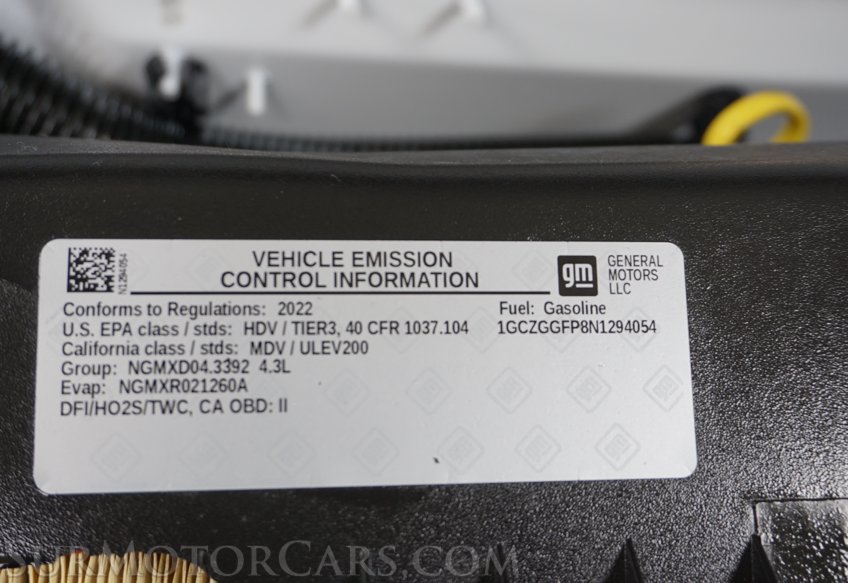 N1294054
VEHICLE EMISSION
CONTROL INFORMATION
gm
GENERAL
MOTORS
LLC
Conforms to Regulations: 2022
Fuel: Gasoline
U.S. EPA class / stds: HDV / TIER3, 40 CFR 1037.104
1GCZGGFP8N1294054
California class / stds: MDV / ULEV200
Group: NGMXD04.3392 4.3L
Evap: NGMXR021260A
DFI/HO2S/TWC, CA OBD: II
OURMOTORCARS.COM